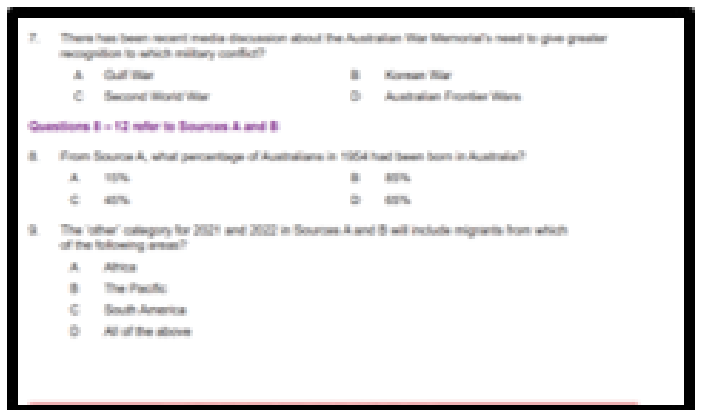 7. There has been recent media discussion about the Australian War Memorial's need to give greater
recognition to which military conflict?
A Gulf War B Korean War
C Second World War D Australian Frontier Wars
Questions 8 – 12 refer to Sources A and B
8. From Source A, what percentage of Australians in 1954 had been born in Australia?
A 15% B 85%
C 45% D 65%
9. The 'other' category for 2021 and 2022 in Sources A and B will include migrants from which
of the following areas?
A Africa
B The Pacific
C South America
D All of the above